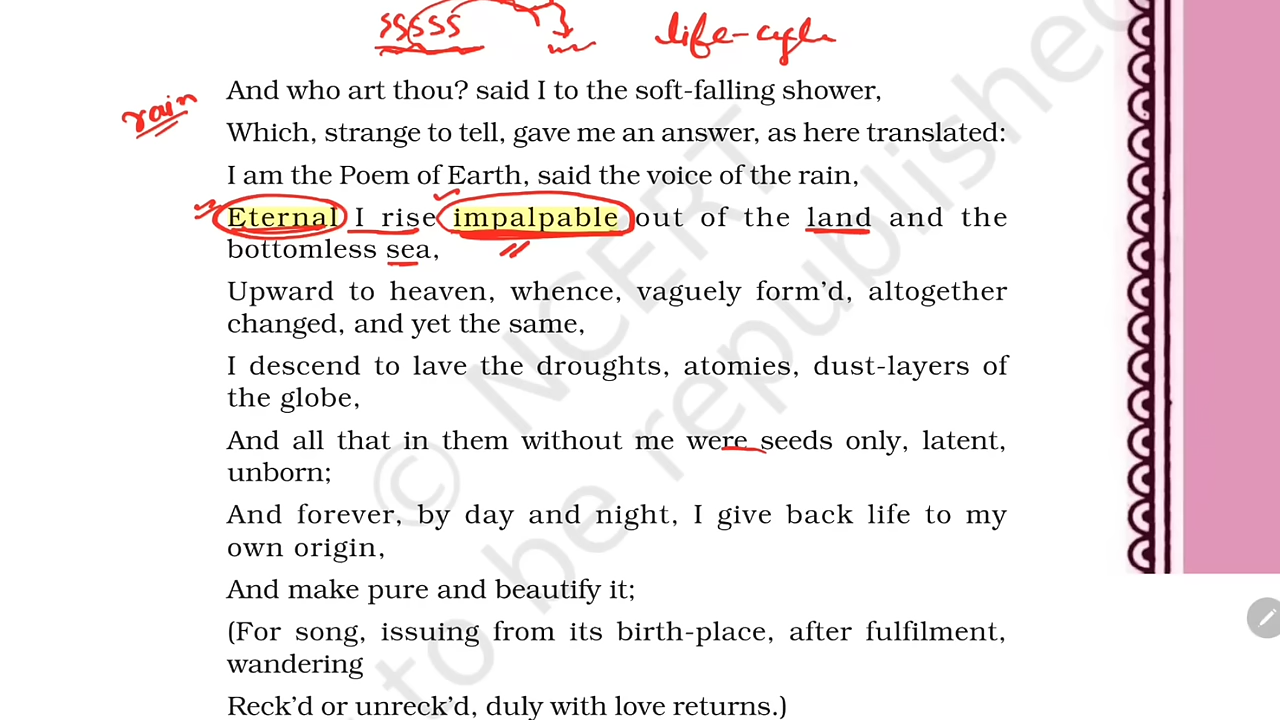 SSSSS life-cycle
rain
And who art thou? said I to the soft-falling shower,
Which, strange to tell, gave me an answer, as here translated:
I am the Poem of Earth, said the voice of the rain,
Eternal I rise impalpable out of the land and the
bottomless sea,
Upward to heaven, whence, vaguely form’d, altogether
changed, and yet the same,
I descend to lave the droughts, atomies, dust-layers of
the globe,
And all that in them without me were seeds only, latent,
unborn;
And forever, by day and night, I give back life to my
own origin,
And make pure and beautify it;
(For song, issuing from its birth-place, after fulfilment,
wandering
Reck’d or unreck’d, duly with love returns.)
© NCERT
to be republished